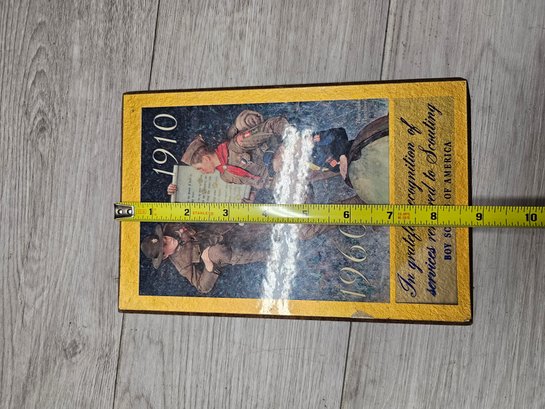 1910
1960
In grateful recognition of
services rendered to Scouting
BOY SCOUTS OF AMERICA
1 2 3 4 5 6 7 8 9 10